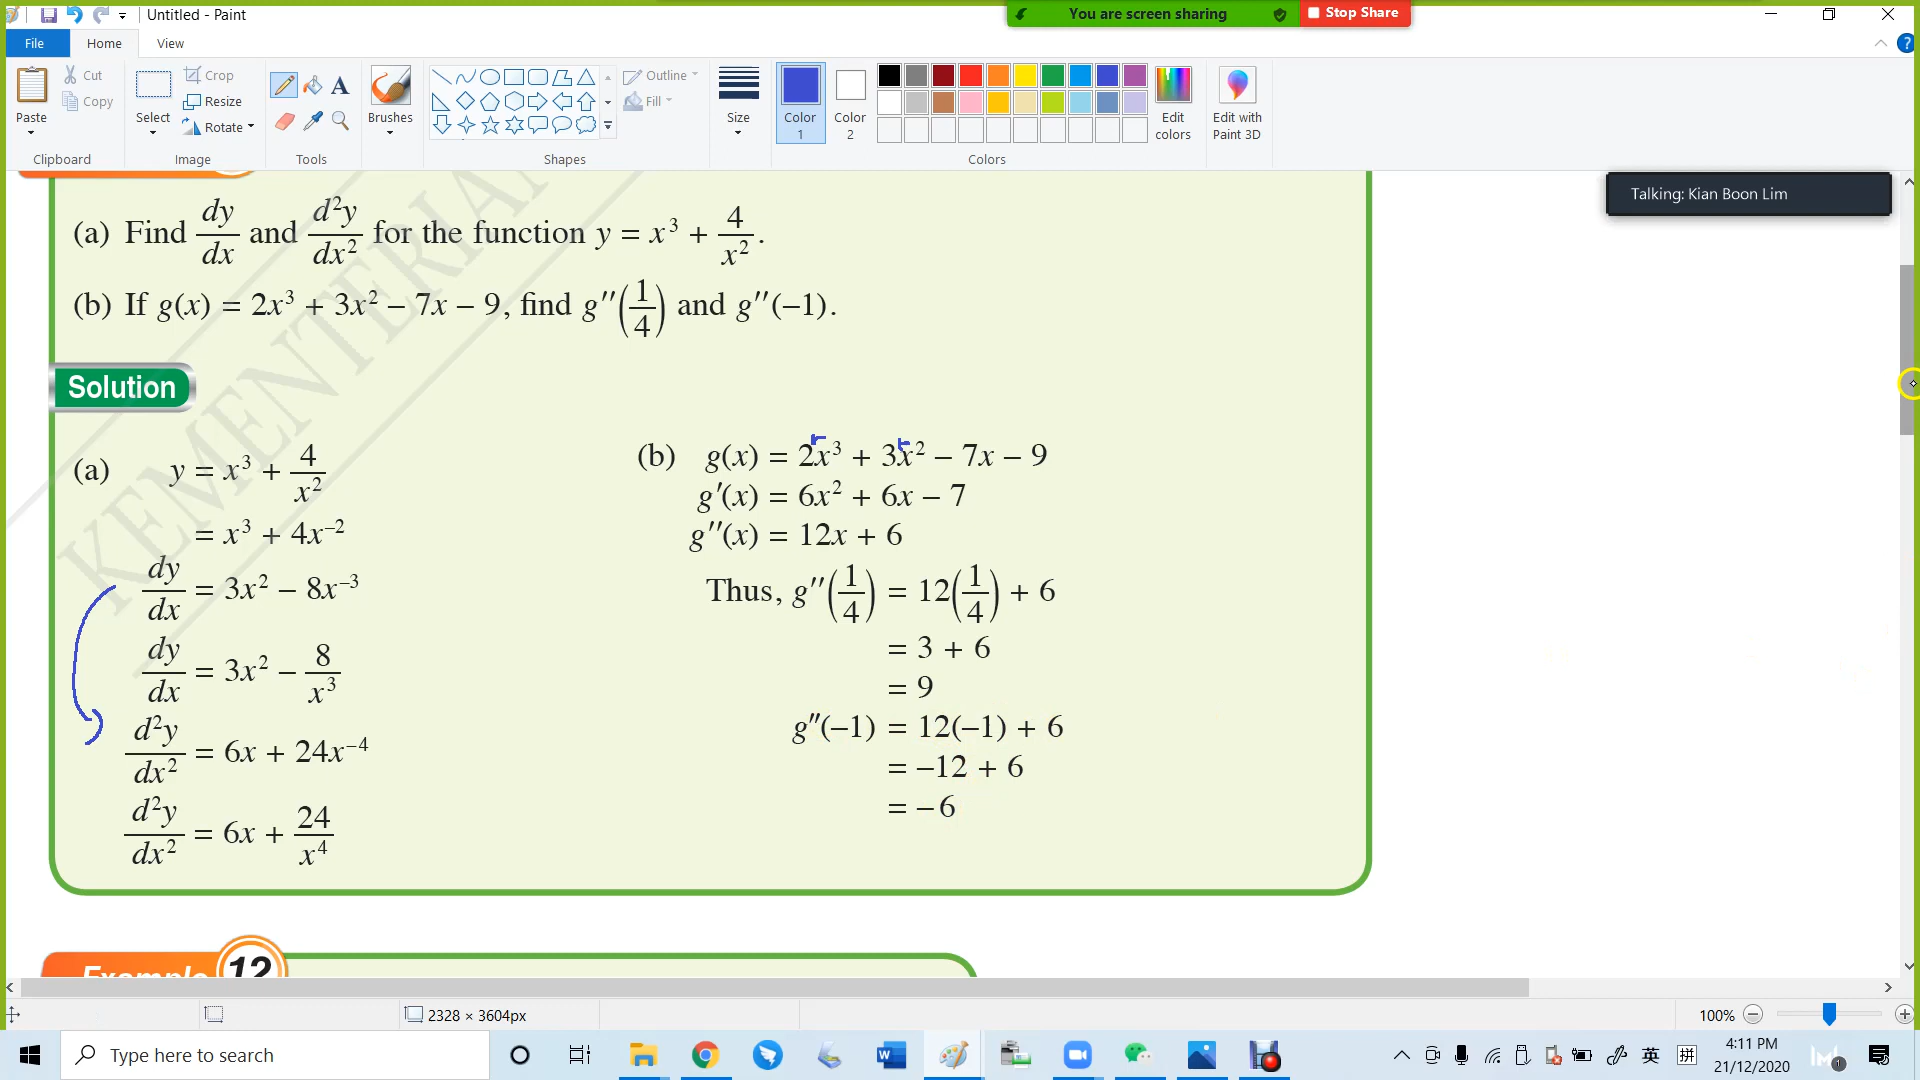 Untitled - Paint
You are screen sharing
Stop Share
File Home View
Paste
Cut
Copy
Clipboard
Select
Crop
Resize
Rotate
Image
A
Tools
Brushes
Outline
Fill
Shapes
Size
Color 1
Color 2
Edit colors
Edit with Paint 3D
Colors
Talking: Kian Boon Lim
KEMENTERIAN
(a) Find dy/dx and d²y/dx² for the function y = x³ + 4/x².
(b) If g(x) = 2x³ + 3x² – 7x – 9, find g″(1/4) and g″(–1).
Solution
(a) y = x³ + 4/x²
= x³ + 4x⁻²
dy/dx = 3x² – 8x⁻³
dy/dx = 3x² – 8/x³
d²y/dx² = 6x + 24x⁻⁴
d²y/dx² = 6x + 24/x⁴
(b) g(x) = 2x³ + 3x² – 7x – 9
g′(x) = 6x² + 6x – 7
g″(x) = 12x + 6
Thus, g″(1/4) = 12(1/4) + 6
= 3 + 6
= 9
g″(–1) = 12(–1) + 6
= –12 + 6
= –6
Example 12
2328 × 3604px
100%
Type here to search
英
拼
4:11 PM
21/12/2020
1